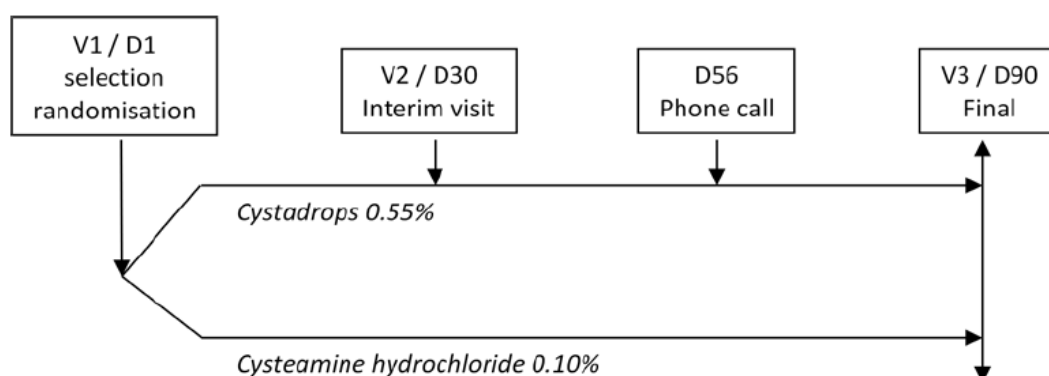 V1 / D1
selection
randomisation
V2 / D30
Interim visit
D56
Phone call
V3 / D90
Final
Cystadrops 0.55%
Cysteamine hydrochloride 0.10%